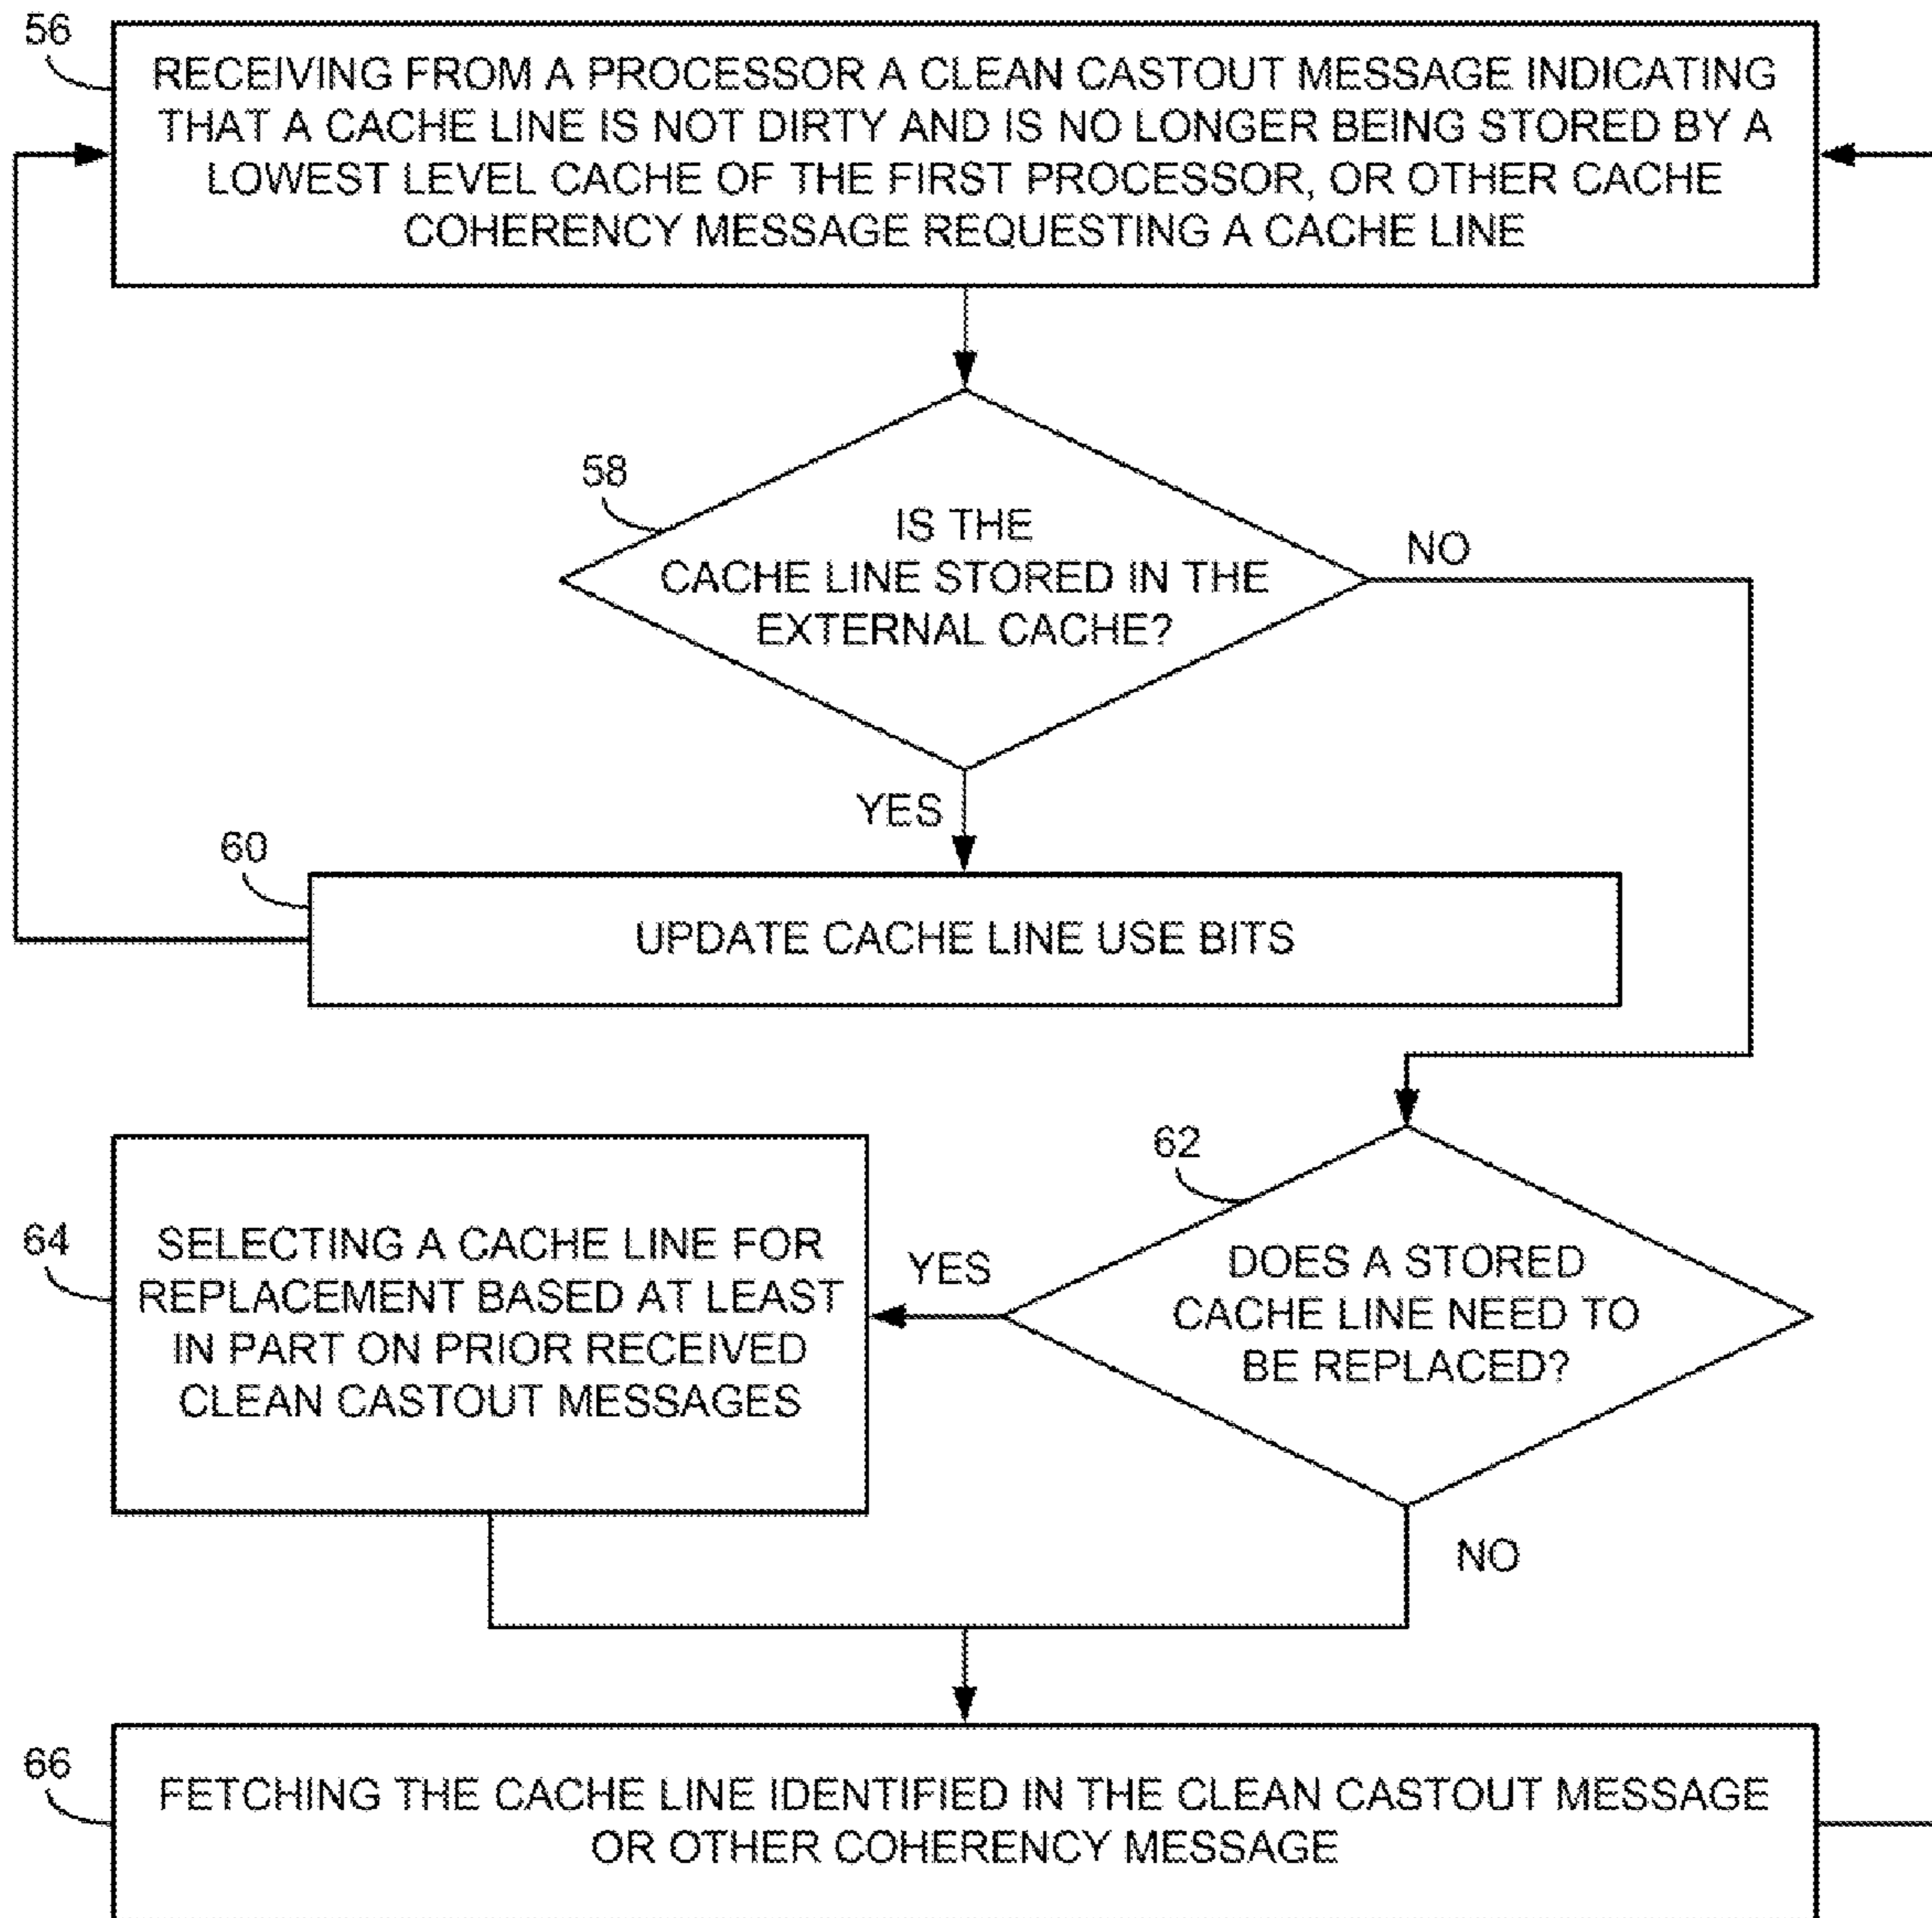 56
RECEIVING FROM A PROCESSOR A CLEAN CASTOUT MESSAGE INDICATING
THAT A CACHE LINE IS NOT DIRTY AND IS NO LONGER BEING STORED BY A
LOWEST LEVEL CACHE OF THE FIRST PROCESSOR, OR OTHER CACHE
COHERENCY MESSAGE REQUESTING A CACHE LINE
58
IS THE
CACHE LINE STORED IN THE
EXTERNAL CACHE?
NO
YES
60
UPDATE CACHE LINE USE BITS
62
DOES A STORED
CACHE LINE NEED TO
BE REPLACED?
YES
64
SELECTING A CACHE LINE FOR
REPLACEMENT BASED AT LEAST
IN PART ON PRIOR RECEIVED
CLEAN CASTOUT MESSAGES
NO
66
FETCHING THE CACHE LINE IDENTIFIED IN THE CLEAN CASTOUT MESSAGE
OR OTHER COHERENCY MESSAGE